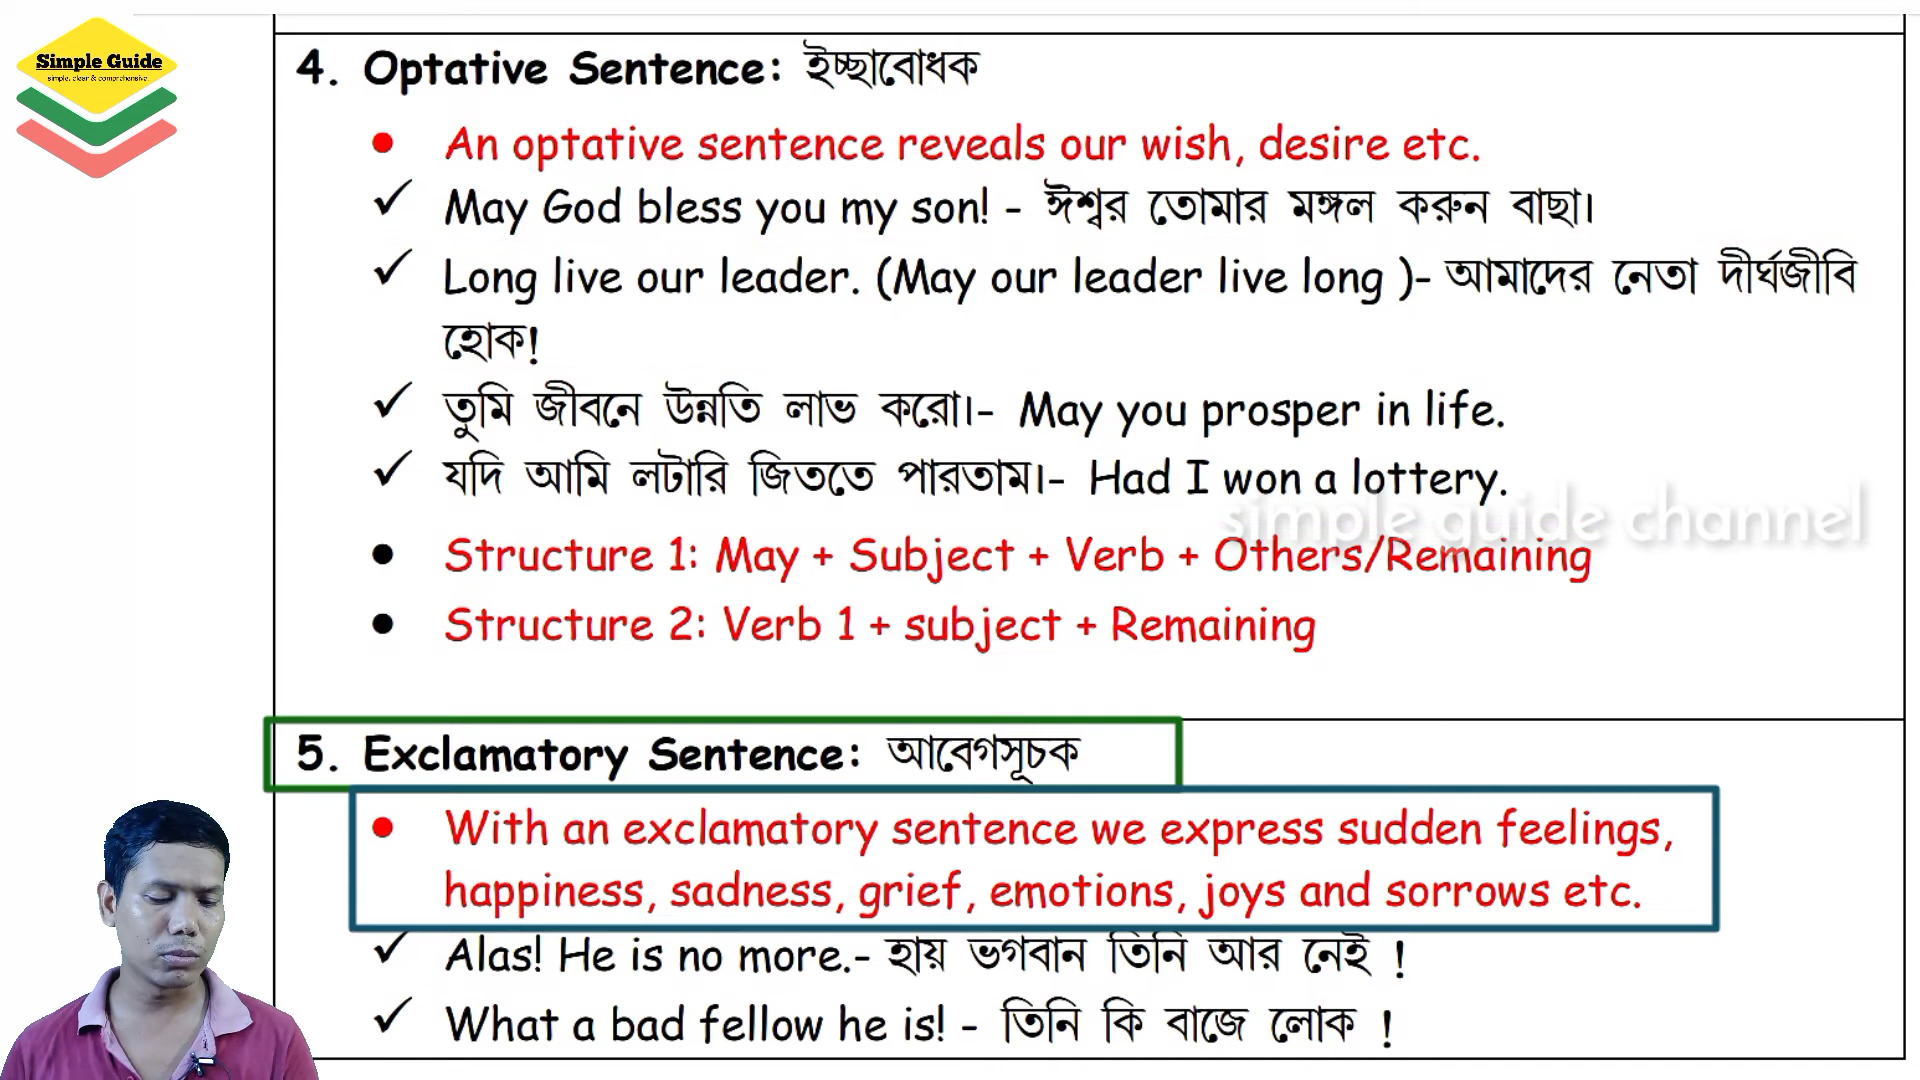 Simple Guide
simple, clear & comprehensive.
4. Optative Sentence: ইচ্ছাবোধক
• An optative sentence reveals our wish, desire etc.
✓ May God bless you my son! - ঈশ্বর তোমার মঙ্গল করুন বাছা।
✓ Long live our leader. (May our leader live long )- আমাদের নেতা দীর্ঘজীবি
হোক!
✓ তুমি জীবনে উন্নতি লাভ করো।- May you prosper in life.
✓ যদি আমি লটারি জিততে পারতাম।- Had I won a lottery.
simple guide channel
• Structure 1: May + Subject + Verb + Others/Remaining
• Structure 2: Verb 1 + subject + Remaining
5. Exclamatory Sentence: আবেগসূচক
• With an exclamatory sentence we express sudden feelings,
happiness, sadness, grief, emotions, joys and sorrows etc.
✓ Alas! He is no more.- হায় ভগবান তিনি আর নেই !
✓ What a bad fellow he is! - তিনি কি বাজে লোক !